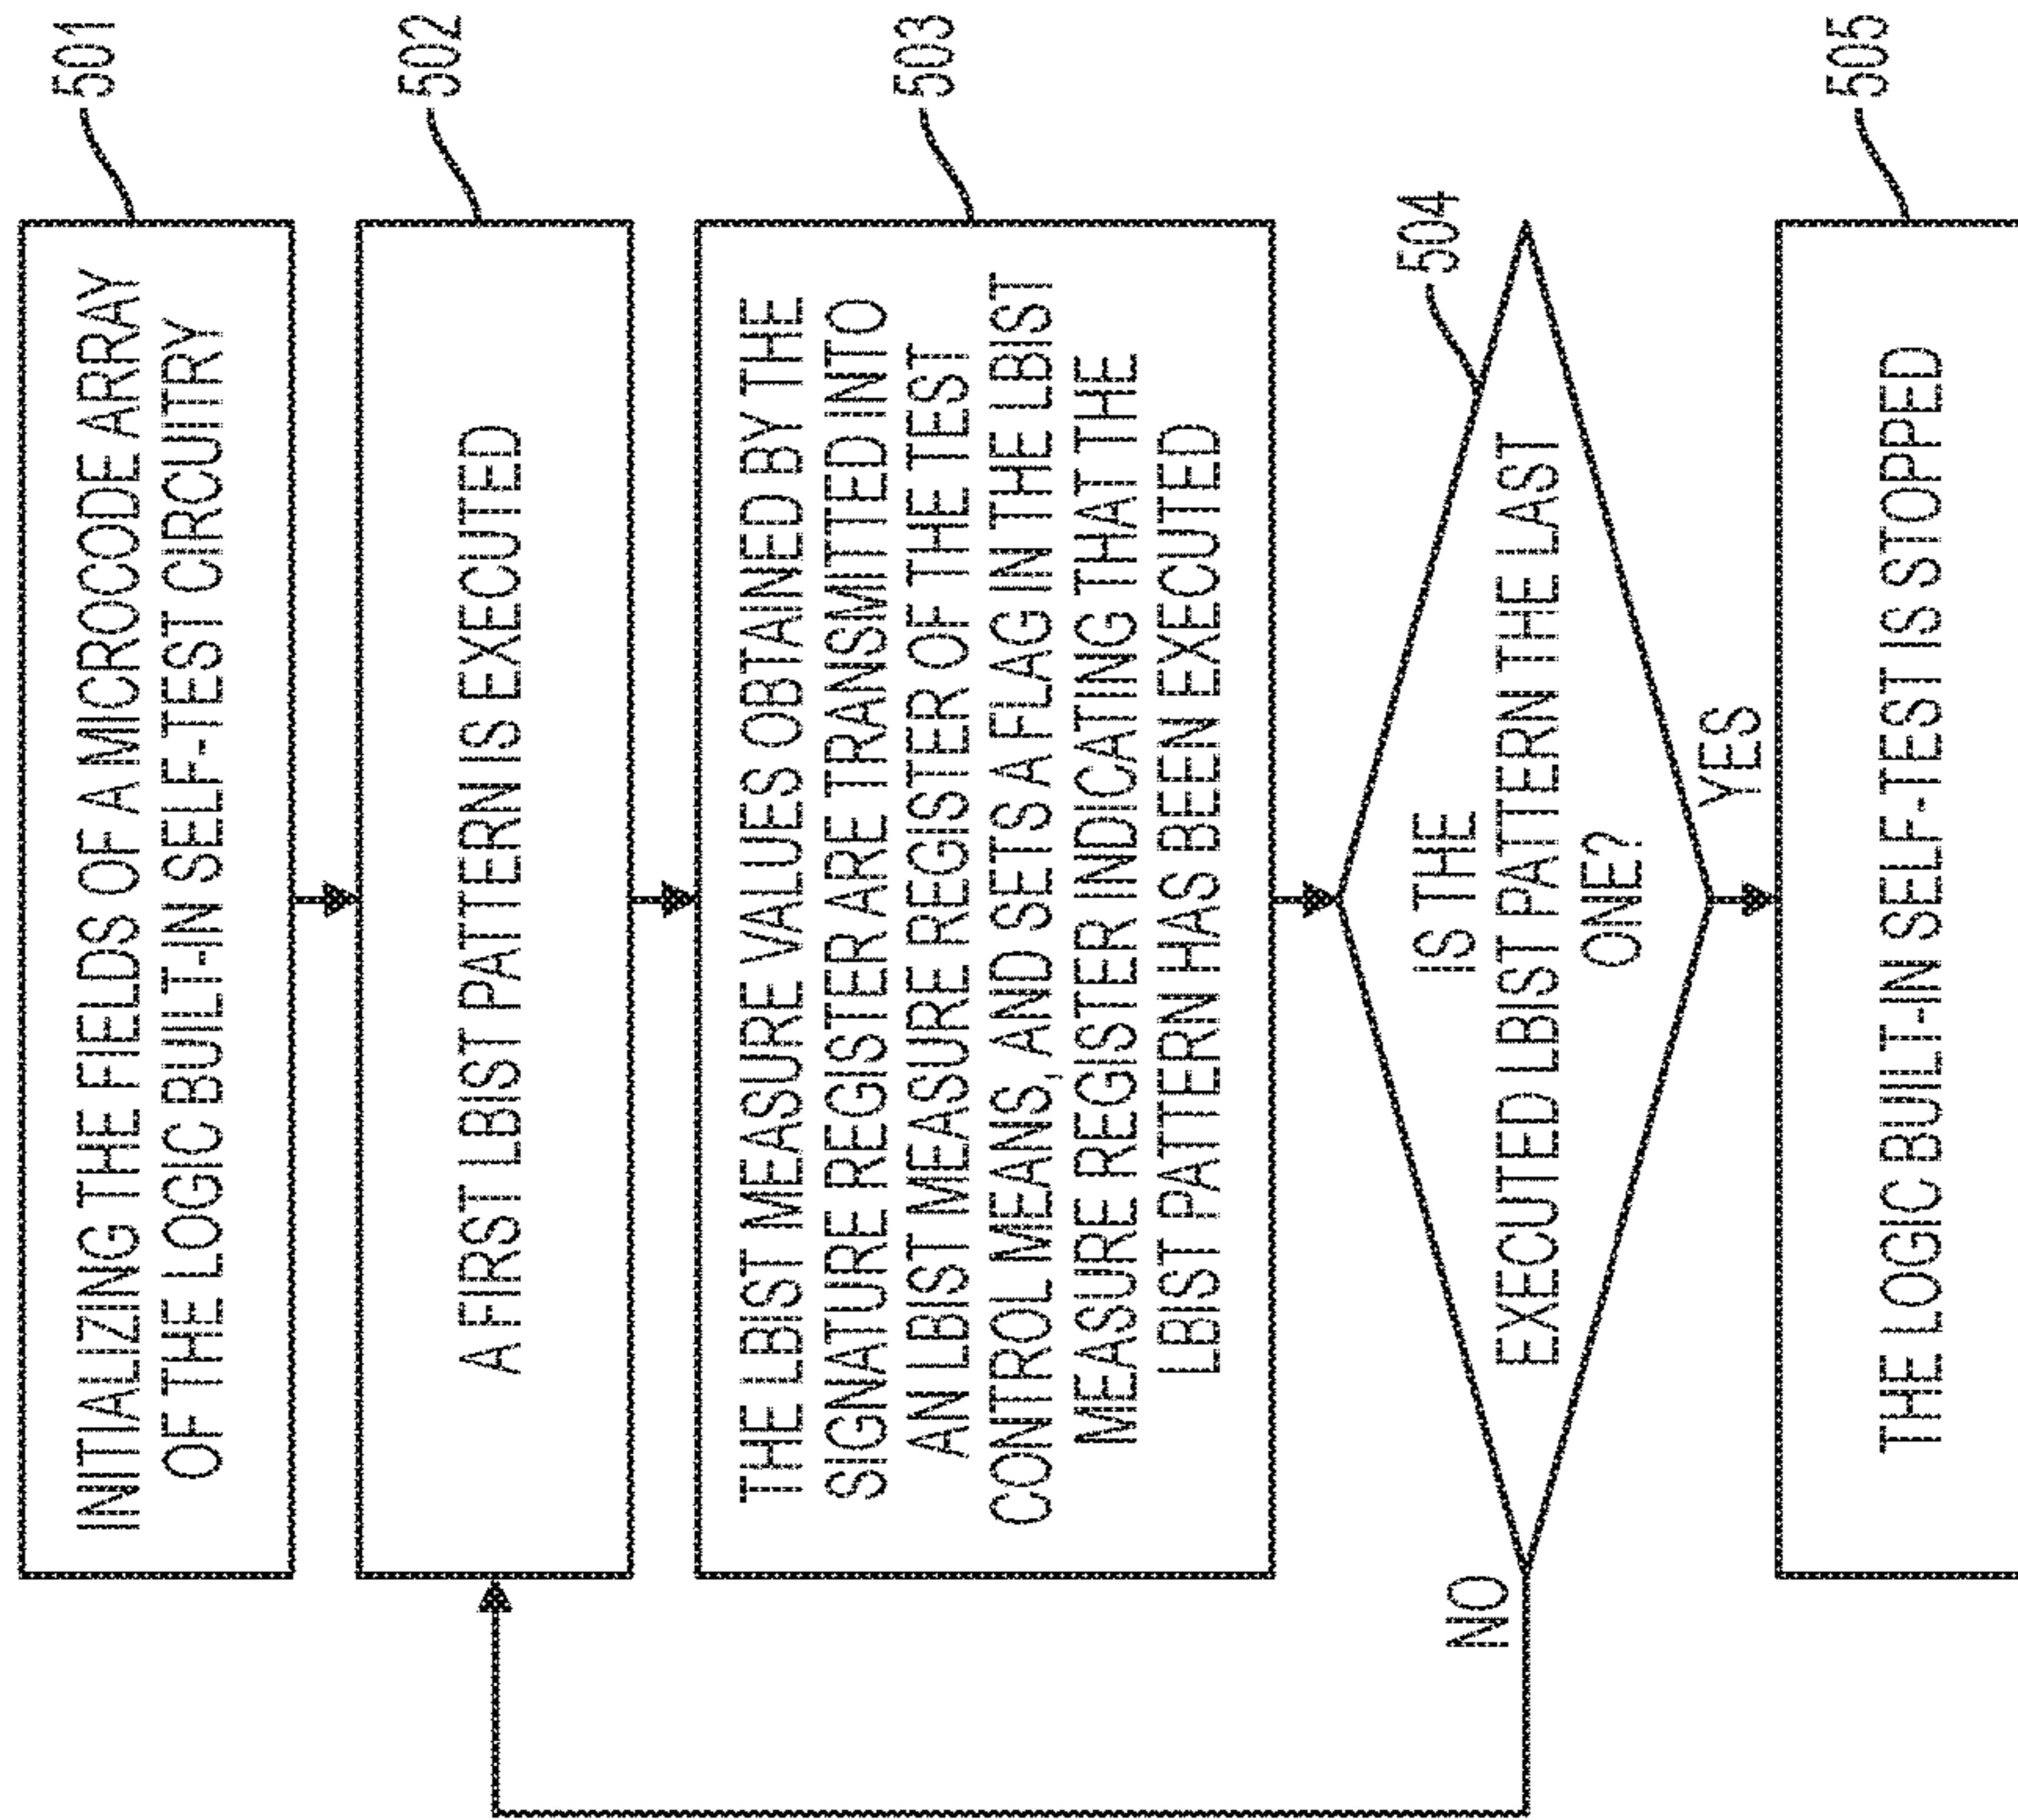 INITIALIZING THE FIELDS OF A MICROCODE ARRAY
OF THE LOGIC BUILT-IN SELF-TEST CIRCUITRY
501
A FIRST LBIST PATTERN IS EXECUTED
502
THE LBIST MEASURE VALUES OBTAINED BY THE
SIGNATURE REGISTER ARE TRANSMITTED INTO
AN LBIST MEASURE REGISTER OF THE TEST
CONTROL MEANS, AND SETS A FLAG IN THE LBIST
MEASURE REGISTER INDICATING THAT THE
LBIST PATTERN HAS BEEN EXECUTED
503
IS THE
EXECUTED LBIST PATTERN THE LAST
ONE?
504
NO
YES
THE LOGIC BUILT-IN SELF-TEST IS STOPPED
505